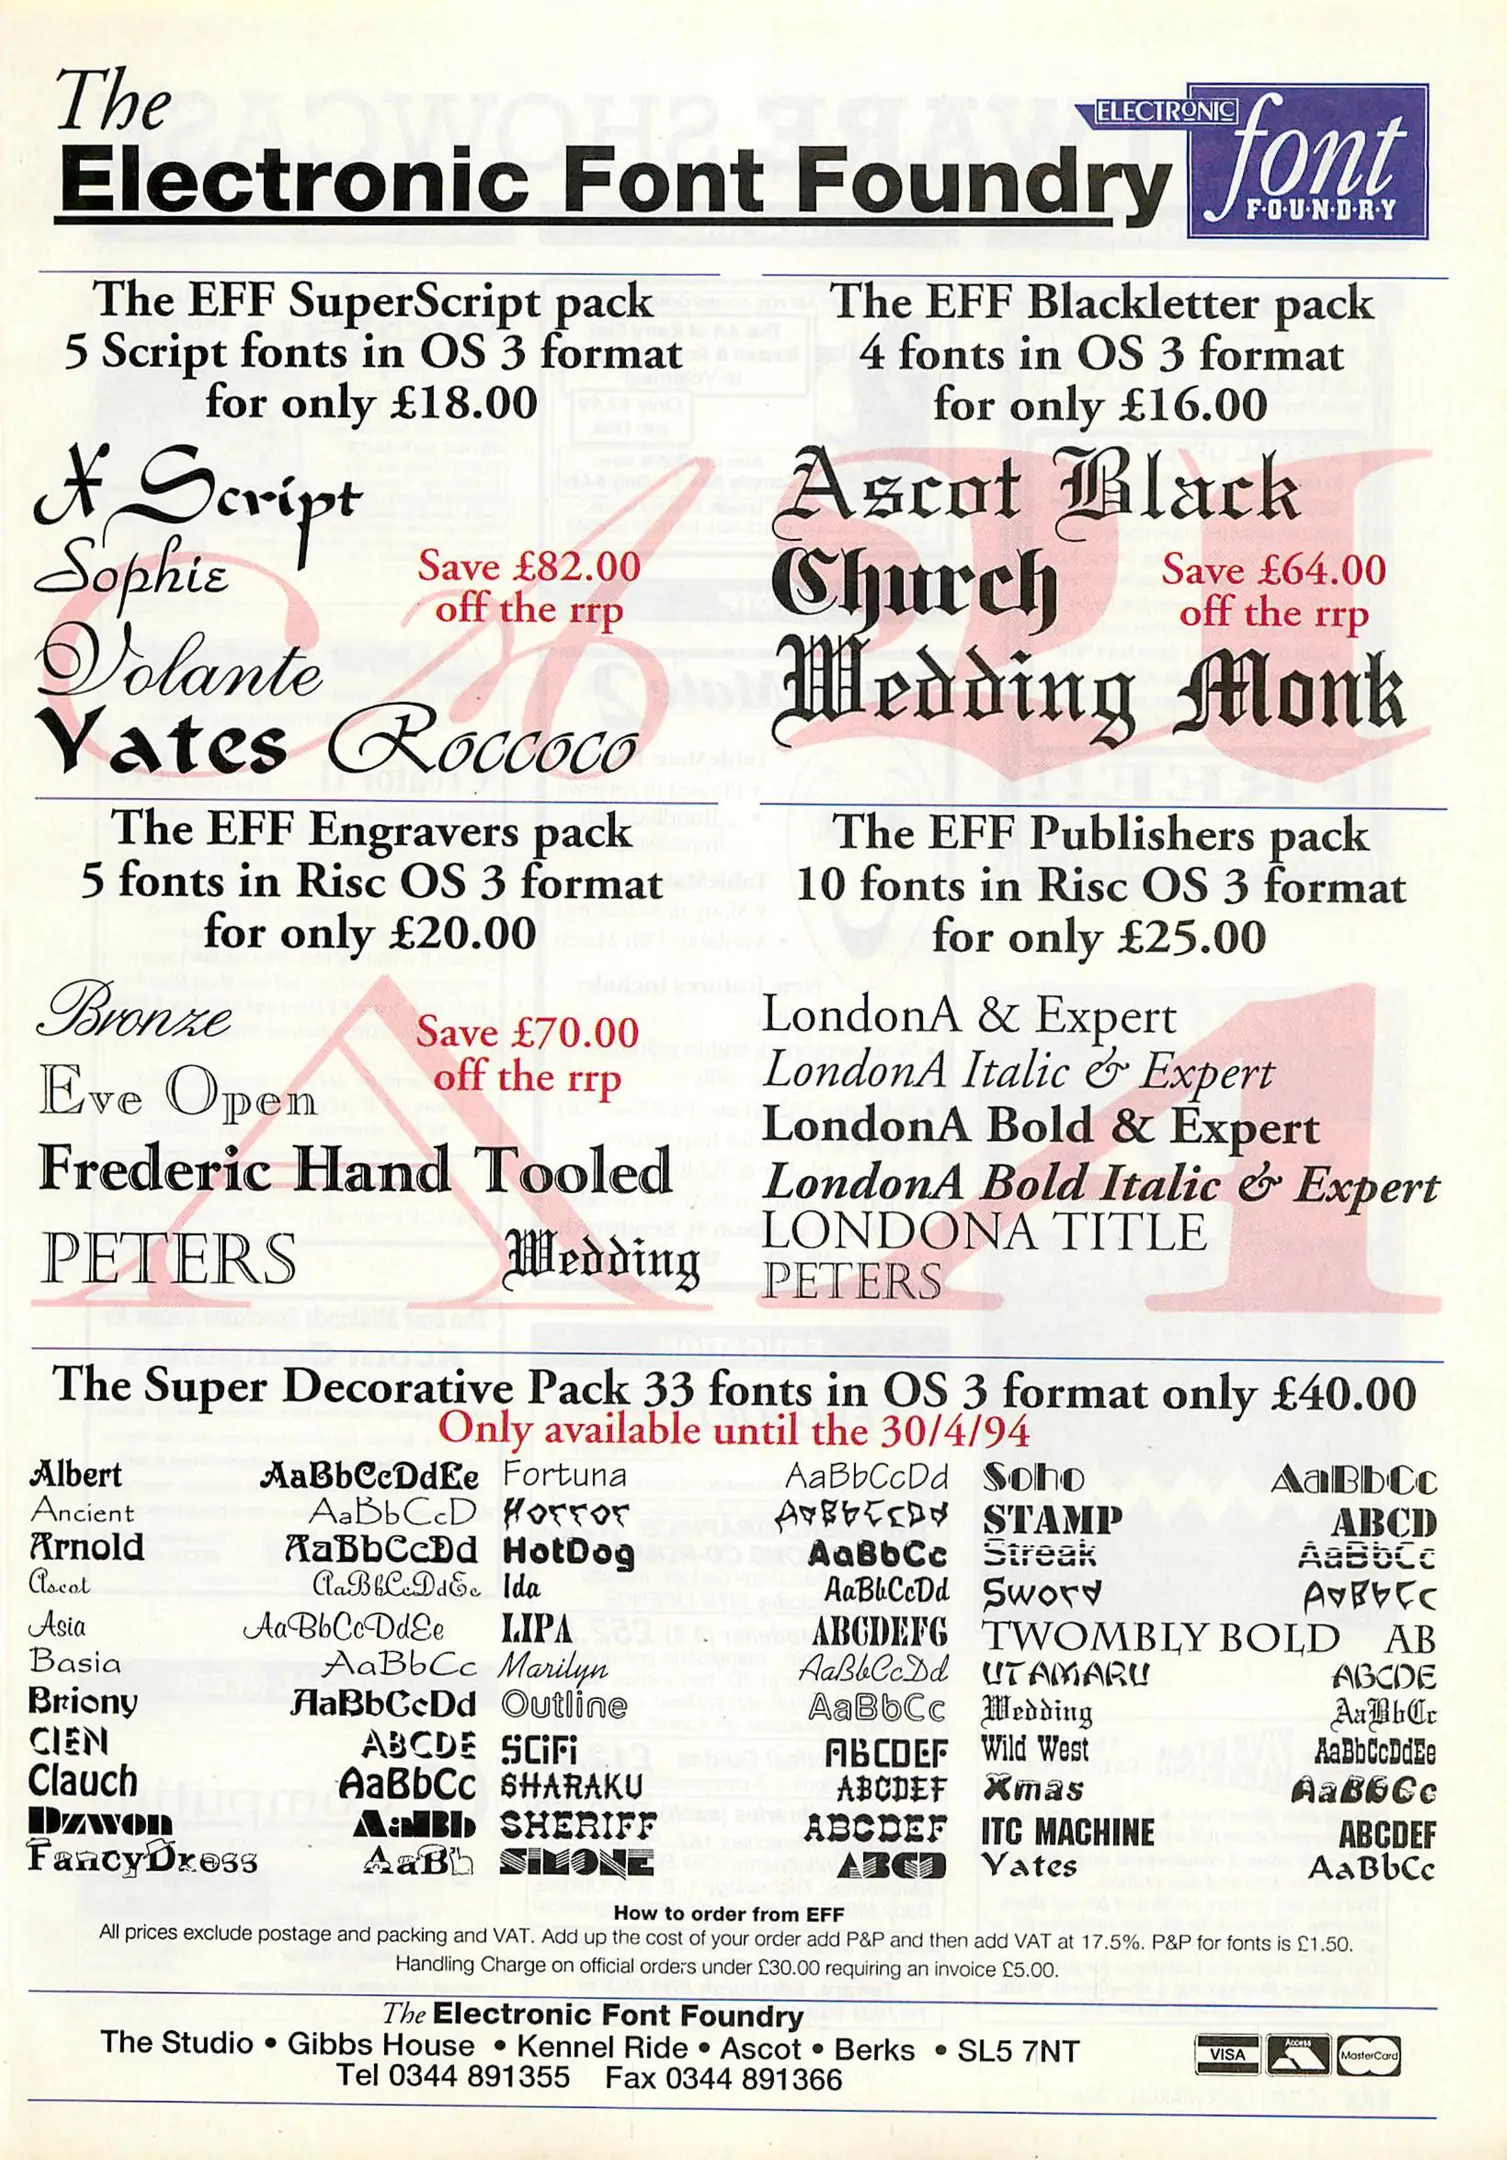 The
Electronic Font Foundry
ELECTRONIC
font
F·O·U·N·D·R·Y
The EFF SuperScript pack
5 Script fonts in OS 3 format
for only £18.00
X Script
Sophie
Save £82.00
off the rrp
Volante
Yates Roccoco
The EFF Blackletter pack
4 fonts in OS 3 format
for only £16.00
Ascot Black
Church
Save £64.00
off the rrp
Wedding Monk
The EFF Engravers pack
5 fonts in Risc OS 3 format
for only £20.00
Bronze
Save £70.00
off the rrp
Eve Open
Frederic Hand Tooled
PETERS Wedding
The EFF Publishers pack
10 fonts in Risc OS 3 format
for only £25.00
LondonA & Expert
LondonA Italic & Expert
LondonA Bold & Expert
LondonA Bold Italic & Expert
LONDONA TITLE
PETERS
The Super Decorative Pack 33 fonts in OS 3 format only £40.00
Only available until the 30/4/94
Albert AaBbCcDdEe
Ancient AaBbCcD
Arnold AaBbCcDd
Ascot AaBbCcDdEe
Asia AaBbCcDdEe
Basia AaBbCc
Briony AaBbCcDd
CIEN ABCDE
Clauch AaBbCc
Dzwon AaBb
FancyDress AaBb
Fortuna AaBbCcDd
Horror AaBbCcDd
HotDog AaBbCc
Ida AaBbCcDd
LIPA ABCDEFG
Marilyn AaBbCcDd
Outline AaBbCc
SCiFi AbCDEF
SHARAKU ABCDEF
SHERIFF ABCDEF
SIMONE ABCD
Soho AaBbCc
STAMP ABCD
Streak AaBbCc
Sword AaBbCc
TWOMBLY BOLD AB
UTAMARU ABCDE
Wedding AaBbCc
Wild West AaBbCcDdEe
Xmas AaBbCc
ITC MACHINE ABCDEF
Yates AaBbCc
How to order from EFF
All prices exclude postage and packing and VAT. Add up the cost of your order add P&P and then add VAT at 17.5%. P&P for fonts is £1.50.
Handling Charge on official orders under £30.00 requiring an invoice £5.00.
The Electronic Font Foundry
The Studio • Gibbs House • Kennel Ride • Ascot • Berks • SL5 7NT
Tel 0344 891355 Fax 0344 891366
VISA
Access
MasterCard